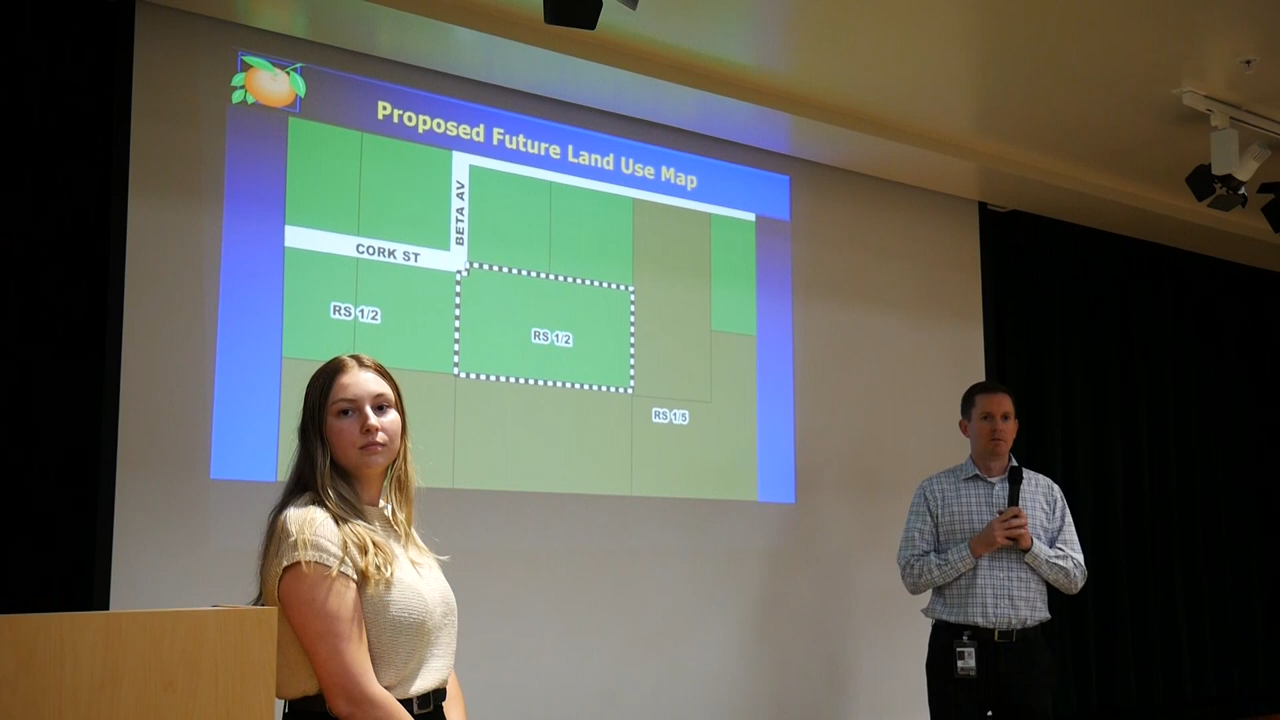 Proposed Future Land Use Map
BETA AV
CORK ST
RS 1/2
RS 1/2
RS 1/5